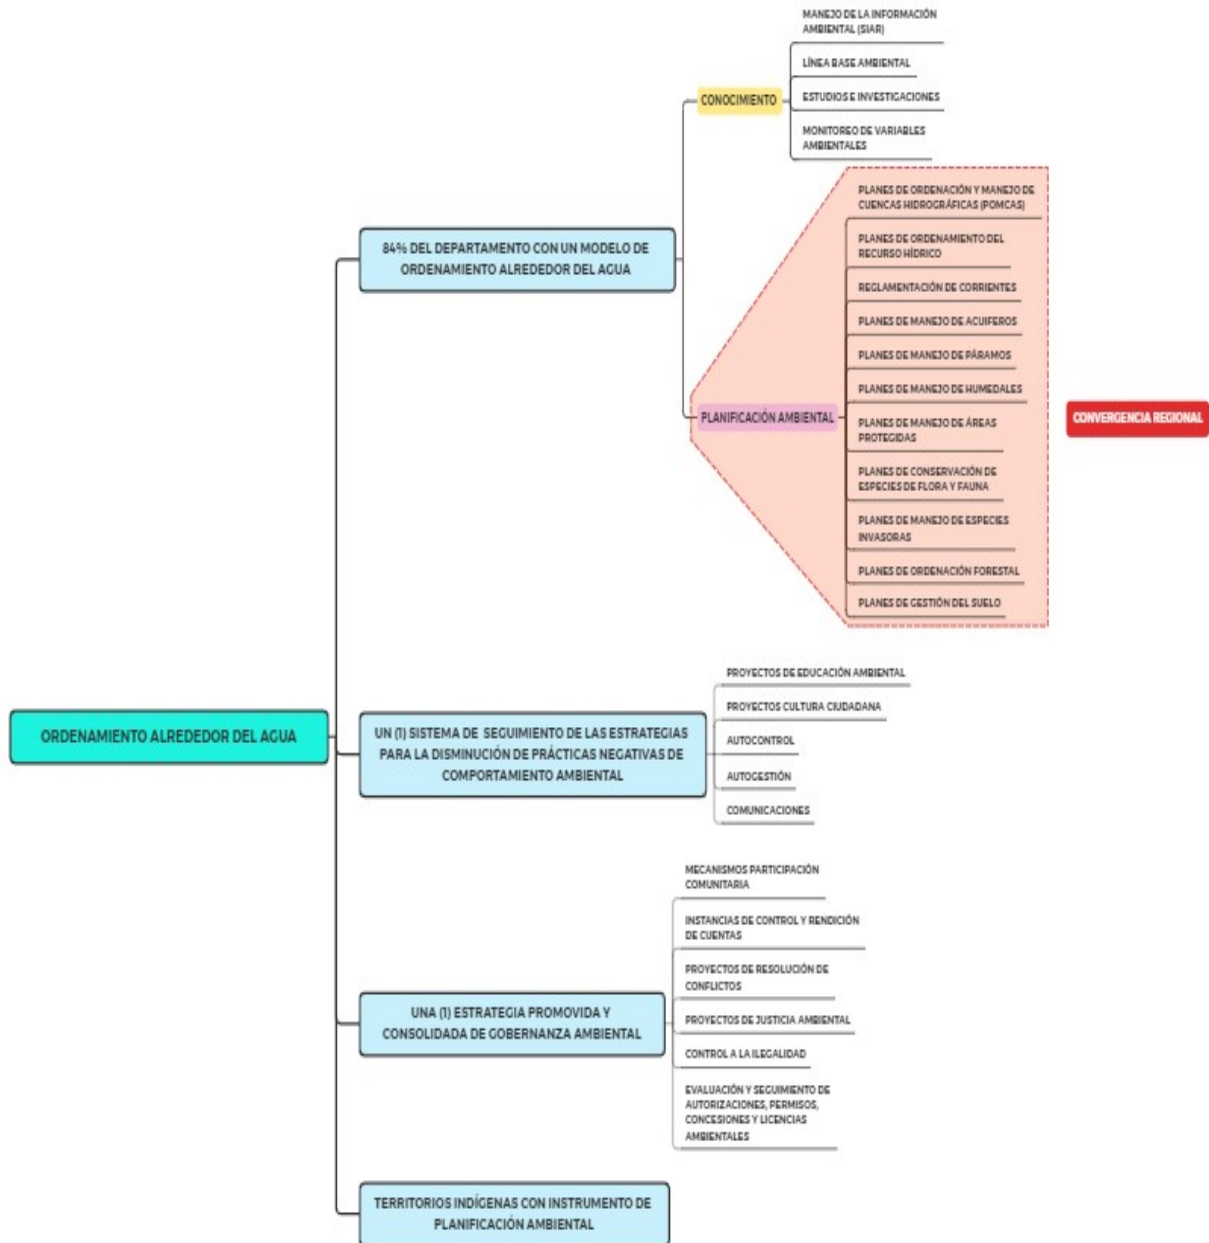 ORDENAMIENTO ALREDEDOR DEL AGUA
84% DEL DEPARTAMENTO CON UN MODELO DE
ORDENAMIENTO ALREDEDOR DEL AGUA
CONOCIMIENTO
MANEJO DE LA INFORMACIÓN
AMBIENTAL (SIAR)
LÍNEA BASE AMBIENTAL
ESTUDIOS E INVESTIGACIONES
MONITOREO DE VARIABLES
AMBIENTALES
PLANIFICACIÓN AMBIENTAL
PLANES DE ORDENACIÓN Y MANEJO DE
CUENCAS HIDROGRÁFICAS (POMCAS)
PLANES DE ORDENAMIENTO DEL
RECURSO HÍDRICO
REGLAMENTACIÓN DE CORRIENTES
PLANES DE MANEJO DE ACUIFEROS
PLANES DE MANEJO DE PÁRAMOS
PLANES DE MANEJO DE HUMEDALES
PLANES DE MANEJO DE ÁREAS
PROTEGIDAS
PLANES DE CONSERVACIÓN DE
ESPECIES DE FLORA Y FAUNA
PLANES DE MANEJO DE ESPECIES
INVASORAS
PLANES DE ORDENACIÓN FORESTAL
PLANES DE GESTIÓN DEL SUELO
CONVERGENCIA REGIONAL
UN (1) SISTEMA DE SEGUIMIENTO DE LAS ESTRATEGIAS
PARA LA DISMINUCIÓN DE PRÁCTICAS NEGATIVAS DE
COMPORTAMIENTO AMBIENTAL
PROYECTOS DE EDUCACIÓN AMBIENTAL
PROYECTOS CULTURA CIUDADANA
AUTOCONTROL
AUTOGESTIÓN
COMUNICACIONES
UNA (1) ESTRATEGIA PROMOVIDA Y
CONSOLIDADA DE GOBERNANZA AMBIENTAL
MECANISMOS PARTICIPACIÓN
COMUNITARIA
INSTANCIAS DE CONTROL Y RENDICIÓN
DE CUENTAS
PROYECTOS DE RESOLUCIÓN DE
CONFLICTOS
PROYECTOS DE JUSTICIA AMBIENTAL
CONTROL A LA ILEGALIDAD
EVALUACIÓN Y SEGUIMIENTO DE
AUTORIZACIONES, PERMISOS,
CONCESIONES Y LICENCIAS
AMBIENTALES
TERRITORIOS INDÍGENAS CON INSTRUMENTO DE
PLANIFICACIÓN AMBIENTAL